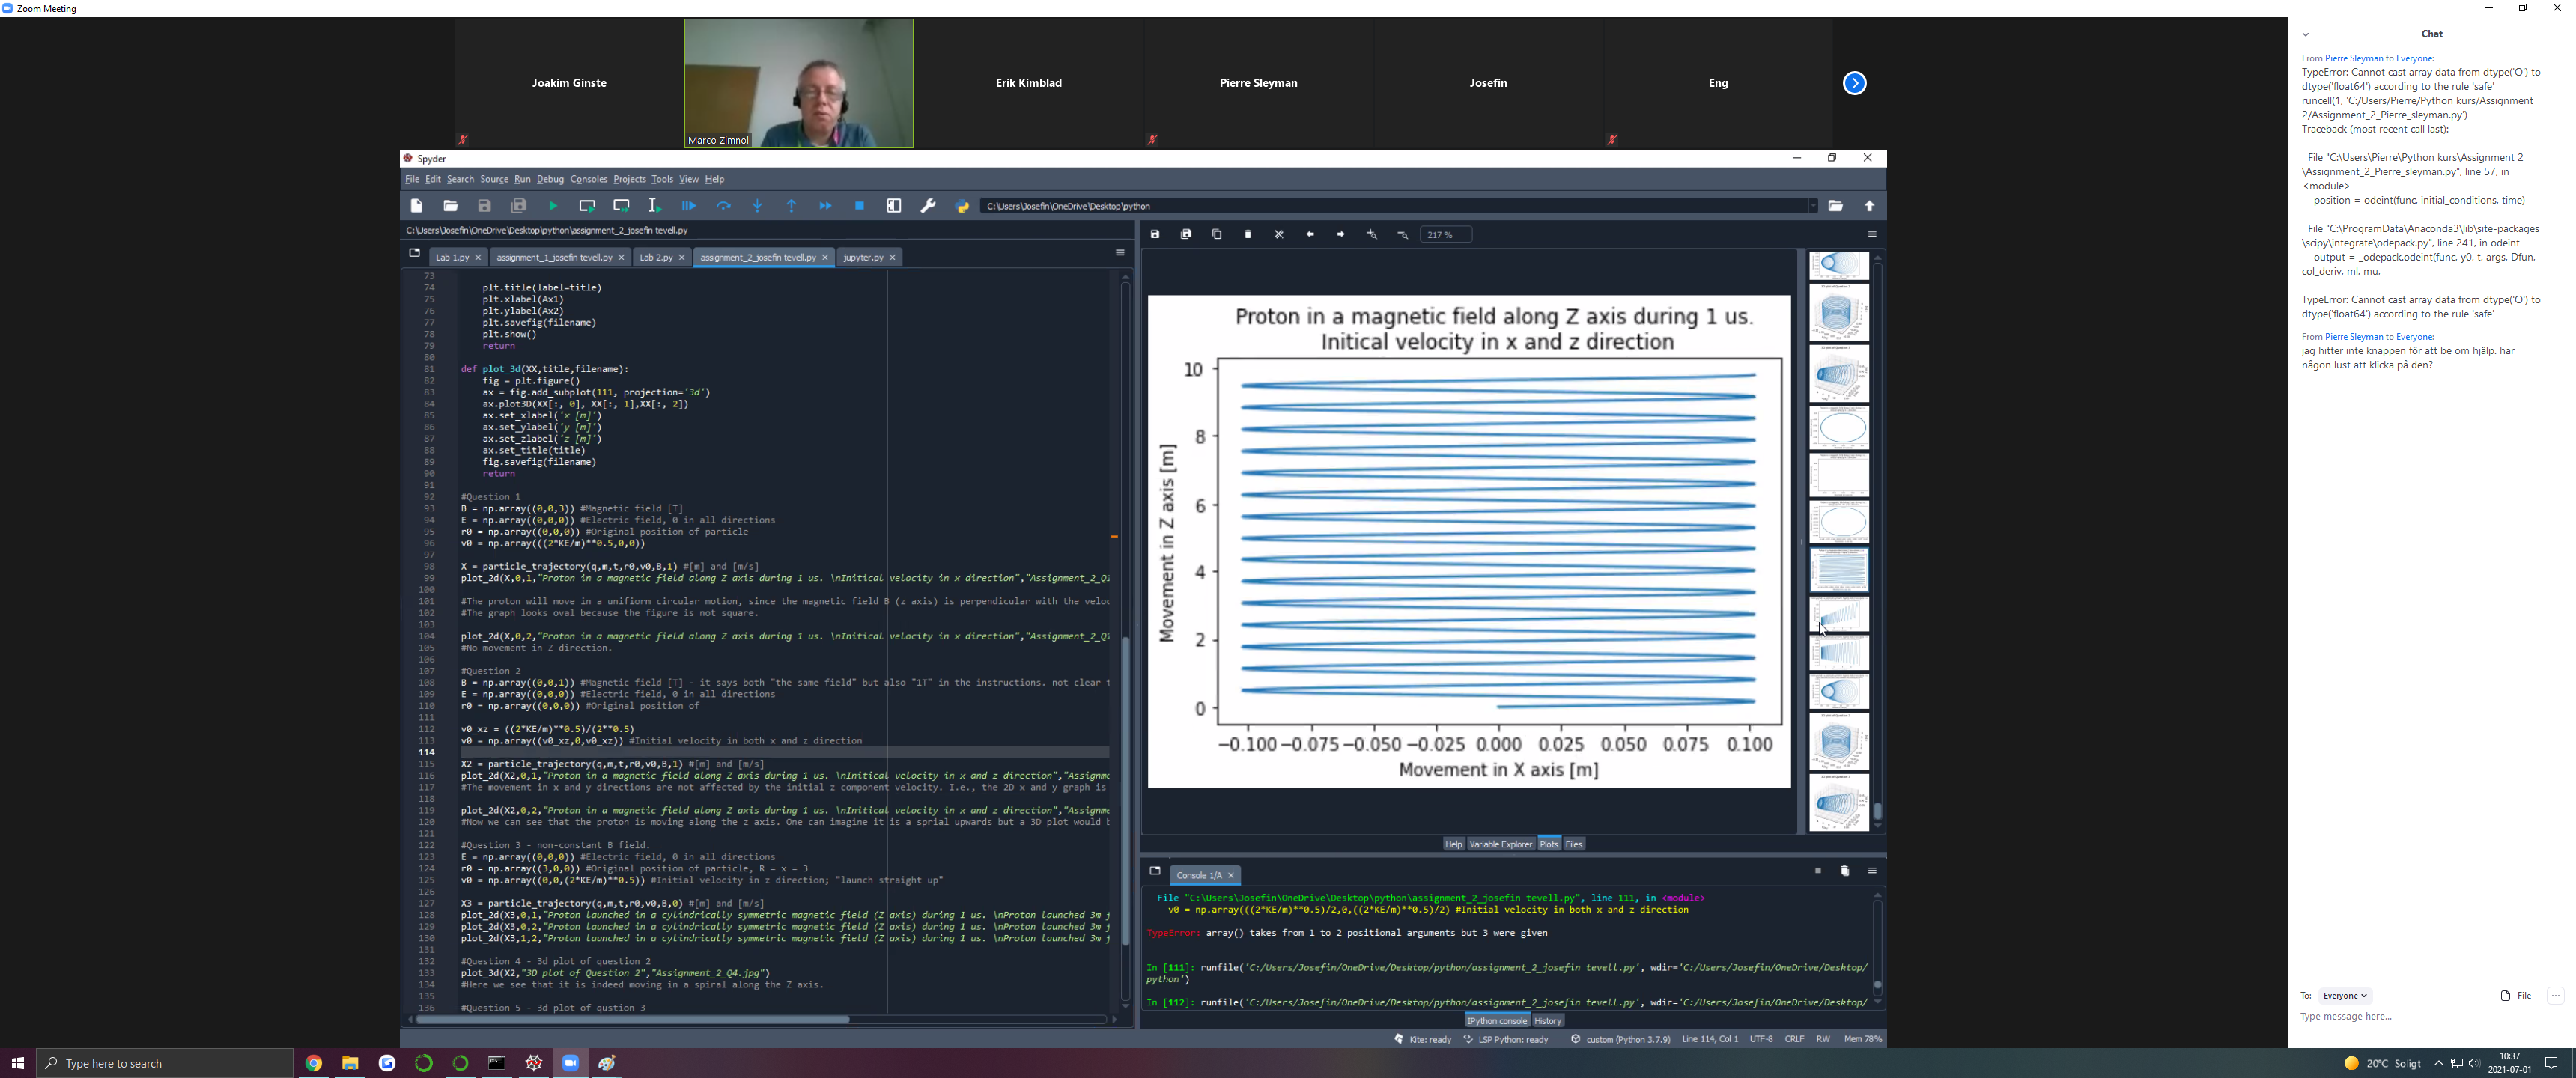 Zoom Meeting
Joakim Ginste
Marco Zimnol
Erik Kimblad
Pierre Sleyman
Josefin
Eng
Spyder
File Edit Search Source Run Debug Consoles Projects Tools View Help
C:\Users\Josefin\OneDrive\Desktop\python
C:\Users\Josefin\OneDrive\Desktop\python\assignment_2_josefin tevell.py
Lab 1.py
assignment_1_josefin tevell.py
Lab 2.py
assignment_2_josefin tevell.py
jupyter.py
73
74 plt.title(label=title)
75 plt.xlabel(Ax1)
76 plt.ylabel(Ax2)
77 plt.savefig(filename)
78 plt.show()
79 return
80
81 def plot_3d(XX,title,filename):
82 fig = plt.figure()
83 ax = fig.add_subplot(111, projection='3d')
84 ax.plot3D(XX[:, 0], XX[:, 1],XX[:, 2])
85 ax.set_xlabel('x [m]')
86 ax.set_ylabel('y [m]')
87 ax.set_zlabel('z [m]')
88 ax.set_title(title)
89 fig.savefig(filename)
90 return
91
92 #Question 1
93 B = np.array((0,0,3)) #Magnetic field [T]
94 E = np.array((0,0,0)) #Electric field, 0 in all directions
95 r0 = np.array((0,0,0)) #Original position of particle
96 v0 = np.array(((2*KE/m)**0.5,0,0))
97
98 X = particle_trajectory(q,m,t,r0,v0,B,1) #[m] and [m/s]
99 plot_2d(X,0,1,"Proton in a magnetic field along Z axis during 1 us. \nInitical velocity in x direction","Assignment_2_Q1
100
101 #The proton will move in a unifiorm circular motion, since the magnetic field B (z axis) is perpendicular with the veloc
102 #The graph looks oval because the figure is not square.
103
104 plot_2d(X,0,2,"Proton in a magnetic field along Z axis during 1 us. \nInitical velocity in x direction","Assignment_2_Q1
105 #No movement in Z direction.
106
107 #Question 2
108 B = np.array((0,0,1)) #Magnetic field [T] - it says both "the same field" but also "1T" in the instructions. not clear t
109 E = np.array((0,0,0)) #Electric field, 0 in all directions
110 r0 = np.array((0,0,0)) #Original position of
111
112 v0_xz = ((2*KE/m)**0.5)/(2**0.5)
113 v0 = np.array((v0_xz,0,v0_xz)) #Initial velocity in both x and z direction
114
115 X2 = particle_trajectory(q,m,t,r0,v0,B,1) #[m] and [m/s]
116 plot_2d(X2,0,1,"Proton in a magnetic field along Z axis during 1 us. \nInitical velocity in x and z direction","Assignme
117 #The movement in x and y directions are not affected by the initial z component velocity. I.e., the 2D x and y graph is
118
119 plot_2d(X2,0,2,"Proton in a magnetic field along Z axis during 1 us. \nInitical velocity in x and z direction","Assignme
120 #Now we can see that the proton is moving along the z axis. One can imagine it is a sprial upwards but a 3D plot would b
121
122 #Question 3 - non-constant B field.
123 E = np.array((0,0,0)) #Electric field, 0 in all directions
124 r0 = np.array((3,0,0)) #Original position of particle, R = x = 3
125 v0 = np.array((0,0,(2*KE/m)**0.5)) #Initial velocity in z direction; "launch straight up"
126
127 X3 = particle_trajectory(q,m,t,r0,v0,B,0) #[m] and [m/s]
128 plot_2d(X3,0,1,"Proton launched in a cylindrically symmetric magnetic field (Z axis) during 1 us. \nProton launched 3m f
129 plot_2d(X3,0,2,"Proton launched in a cylindrically symmetric magnetic field (Z axis) during 1 us. \nProton launched 3m f
130 plot_2d(X3,1,2,"Proton launched in a cylindrically symmetric magnetic field (Z axis) during 1 us. \nProton launched 3m f
131
132 #Question 4 - 3d plot of question 2
133 plot_3d(X2,"3D plot of Question 2","Assignment_2_Q4.jpg")
134 #Here we see that it is indeed moving in a spiral along the Z axis.
135
136 #Question 5 - 3d plot of qustion 3
217 %
Proton in a magnetic field along Z axis during 1 us.
Initical velocity in x and z direction
Movement in Z axis [m]
10
8
6
4
2
0
−0.100 −0.075 −0.050 −0.025 0.000 0.025 0.050 0.075 0.100
Movement in X axis [m]
Help Variable Explorer Plots Files
Console 1/A
File "C:\Users\Josefin\OneDrive\Desktop\python\assignment_2_josefin tevell.py", line 111, in <module>
v0 = np.array(((2*KE/m)**0.5)/2,0,((2*KE/m)**0.5)/2) #Initial velocity in both x and z direction
TypeError: array() takes from 1 to 2 positional arguments but 3 were given
In [111]: runfile('C:/Users/Josefin/OneDrive/Desktop/python/assignment_2_josefin tevell.py', wdir='C:/Users/Josefin/OneDrive/Desktop/
python')
In [112]: runfile('C:/Users/Josefin/OneDrive/Desktop/python/assignment_2_josefin tevell.py', wdir='C:/Users/Josefin/OneDrive/Desktop/
IPython console History
Kite: ready LSP Python: ready custom (Python 3.7.9) Line 114, Col 1 UTF-8 CRLF RW Mem 78%
Chat
From Pierre Sleyman to Everyone:
TypeError: Cannot cast array data from dtype('O') to
dtype('float64') according to the rule 'safe'
runcell(1, 'C:/Users/Pierre/Python kurs/Assignment
2/Assignment_2_Pierre_sleyman.py')
Traceback (most recent call last):
File "C:\Users\Pierre\Python kurs\Assignment 2
\Assignment_2_Pierre_sleyman.py", line 57, in
<module>
position = odeint(func, initial_conditions, time)
File "C:\ProgramData\Anaconda3\lib\site-packages
\scipy\integrate\odepack.py", line 241, in odeint
output = _odepack.odeint(func, y0, t, args, Dfun,
col_deriv, ml, mu,
TypeError: Cannot cast array data from dtype('O') to
dtype('float64') according to the rule 'safe'
From Pierre Sleyman to Everyone:
jag hitter inte knappen för att be om hjälp. har
någon lust att klicka på den?
To: Everyone
File
Type message here...
Type here to search
20°C Soligt
10:37
2021-07-01